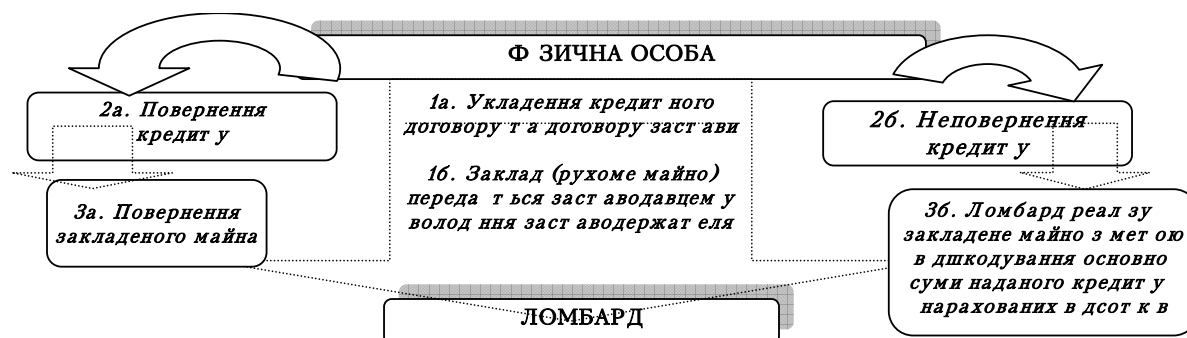 Ф ЗИЧНА ОСОБА
1а. Укладення кредит ного
договору т а договору заст ави
1б. Заклад (рухоме майно)
переда т ься заст аводавцем у
волод ння заст аводержат еля
2а. Повернення
кредит у
3а. Повернення
закладеного майна
2б. Неповернення
кредит у
3б. Ломбард реал зу
закладене майно з мет ою
в дшкодування основно
суми наданого кредит у
нарахованих в дсот к в
ЛОМБАРД